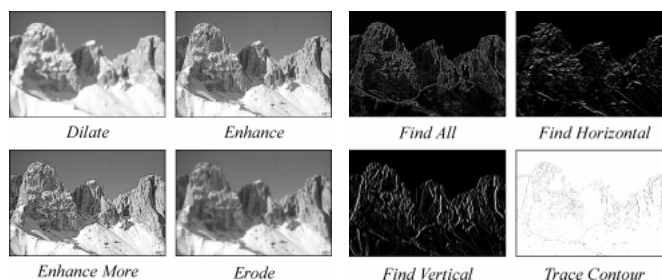 Dilate
Enhance
Find All
Find Horizontal
Enhance More
Erode
Find Vertical
Trace Contour